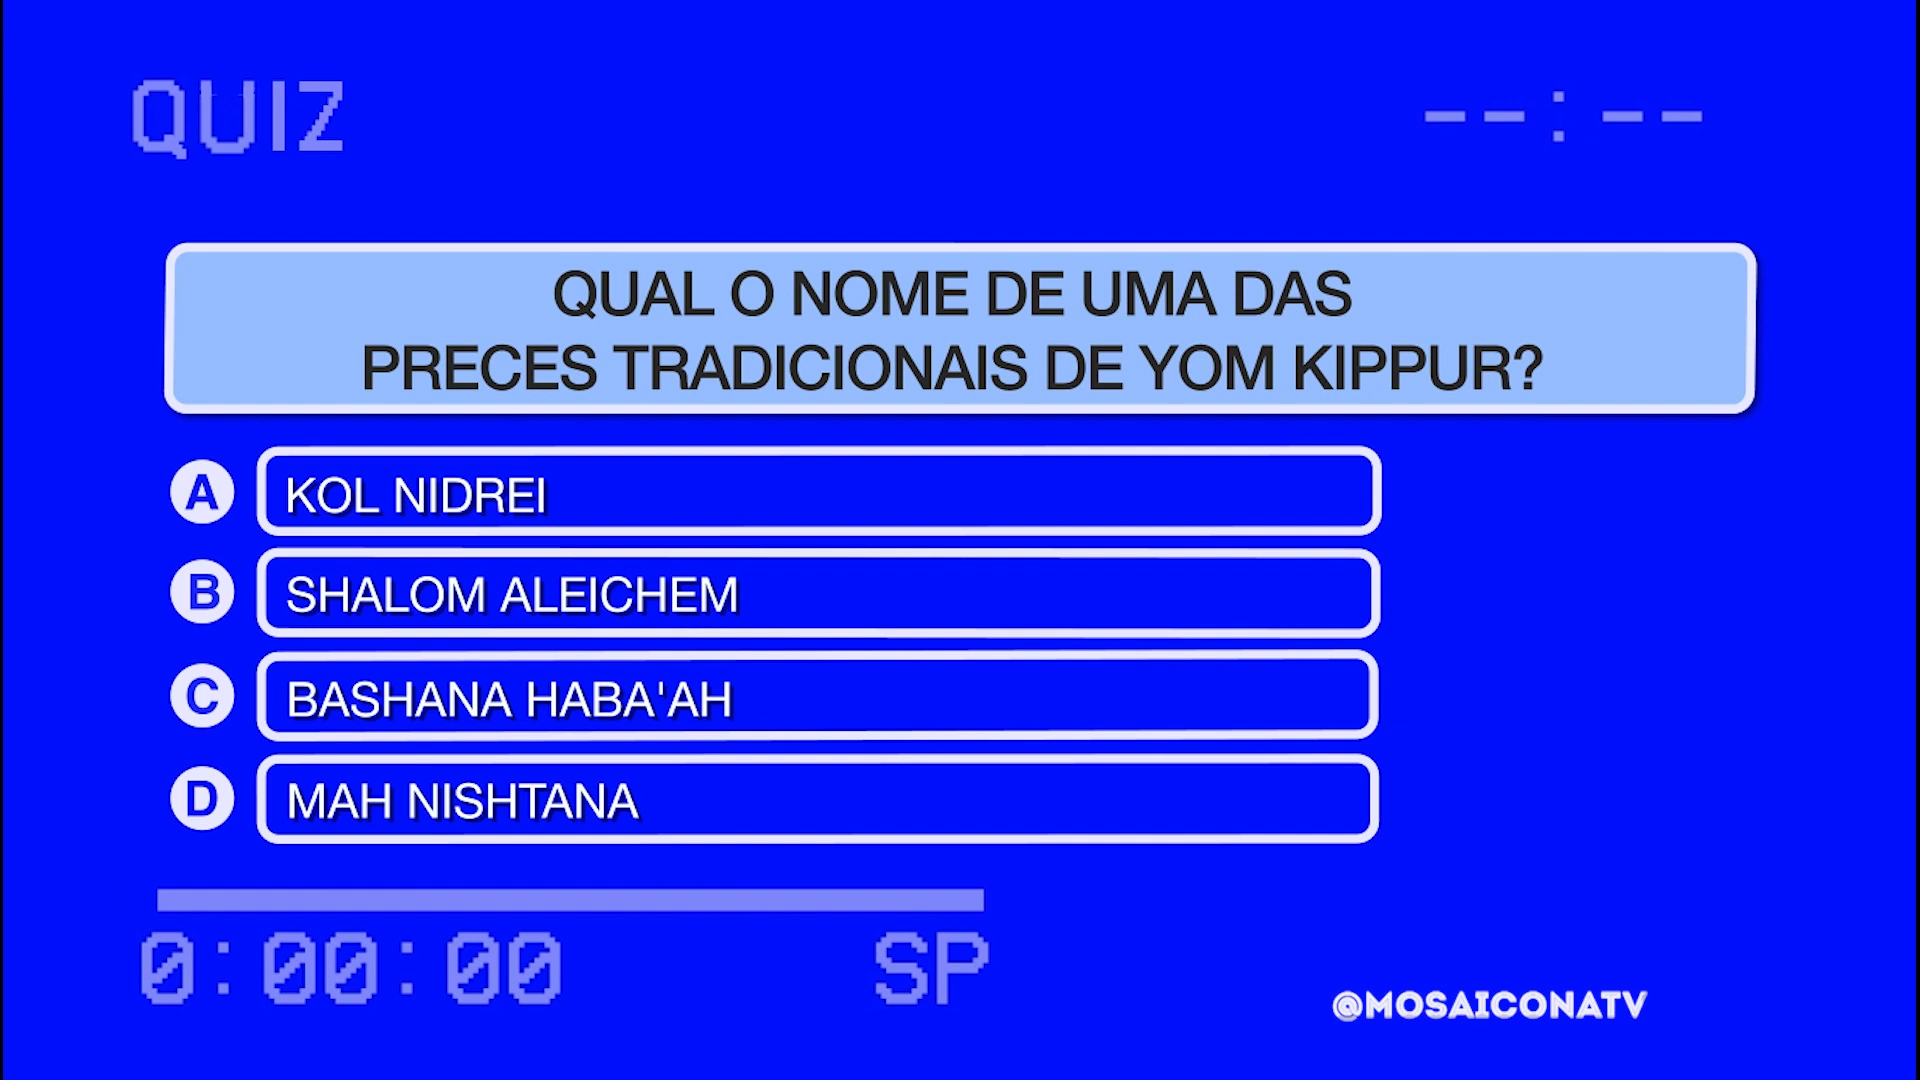 QUIZ
--:--
QUAL O NOME DE UMA DAS
PRECES TRADICIONAIS DE YOM KIPPUR?
A KOL NIDREI
B SHALOM ALEICHEM
C BASHANA HABA'AH
D MAH NISHTANA
0:00:00 SP
@MOSAICONATV